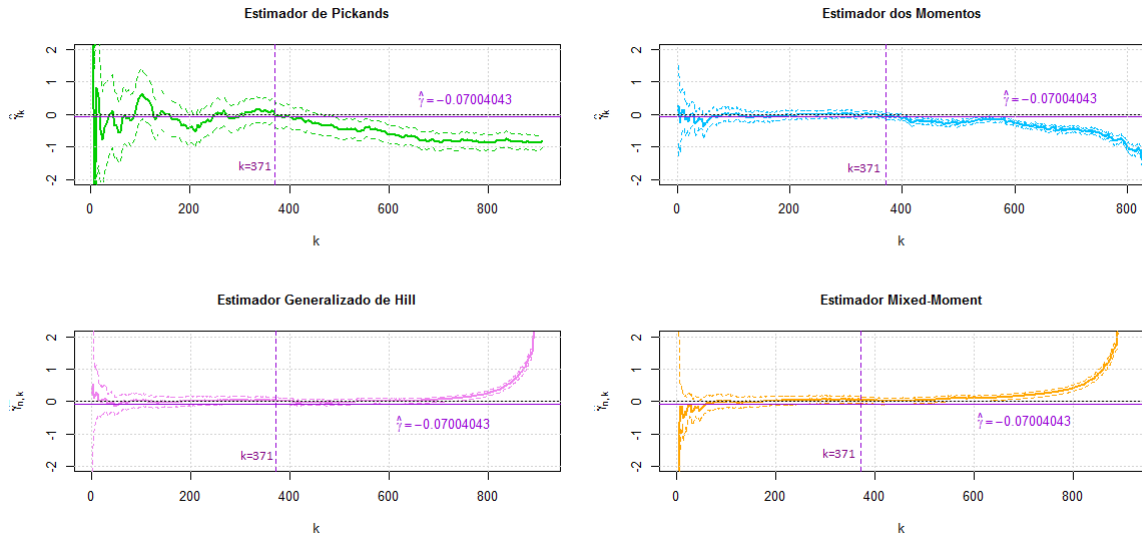 Estimador de Pickands
2
1
0
-1
-2
γ̂n,k
γ̂ = −0.07004043
k=371
0 200 400 600 800
k
Estimador dos Momentos
2
1
0
-1
-2
γ̂n,k
γ̂ = −0.07004043
k=371
0 200 400 600 800
k
Estimador Generalizado de Hill
2
1
0
-1
-2
γ̂n,k
γ̂ = −0.07004043
k=371
0 200 400 600 800
k
Estimador Mixed-Moment
2
1
0
-1
-2
γ̂n,k
γ̂ = −0.07004043
k=371
0 200 400 600 800
k